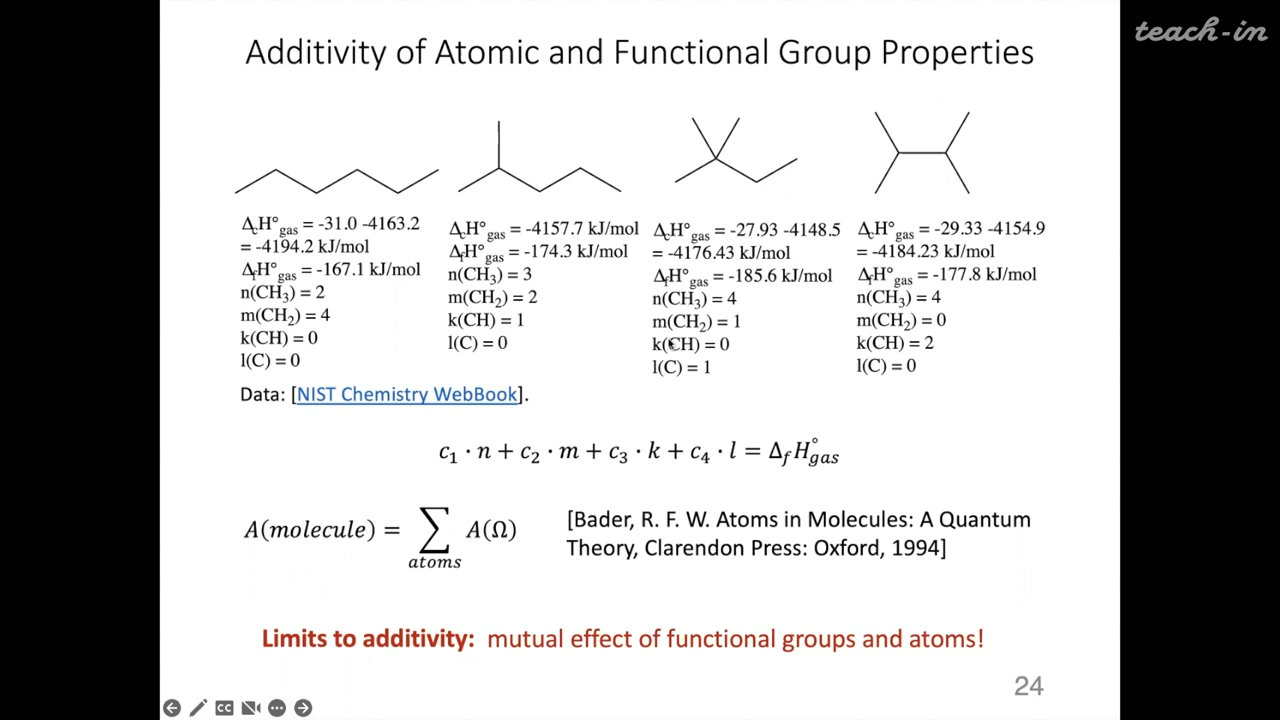 teach-in
Additivity of Atomic and Functional Group Properties
Δ꜀H°gas = -31.0 -4163.2
= -4194.2 kJ/mol
ΔfH°gas = -167.1 kJ/mol
n(CH₃) = 2
m(CH₂) = 4
k(CH) = 0
l(C) = 0
Δ꜀H°gas = -4157.7 kJ/mol
ΔfH°gas = -174.3 kJ/mol
n(CH₃) = 3
m(CH₂) = 2
k(CH) = 1
l(C) = 0
Δ꜀H°gas = -27.93 -4148.5
= -4176.43 kJ/mol
ΔfH°gas = -185.6 kJ/mol
n(CH₃) = 4
m(CH₂) = 1
k(CH) = 0
l(C) = 1
Δ꜀H°gas = -29.33 -4154.9
= -4184.23 kJ/mol
ΔfH°gas = -177.8 kJ/mol
n(CH₃) = 4
m(CH₂) = 0
k(CH) = 2
l(C) = 0
Data: [NIST Chemistry WebBook].
c₁ · n + c₂ · m + c₃ · k + c₄ · l = ΔfH°gas
A(molecule) = ∑atoms A(Ω)
[Bader, R. F. W. Atoms in Molecules: A Quantum
Theory, Clarendon Press: Oxford, 1994]
Limits to additivity: mutual effect of functional groups and atoms!
24
CC